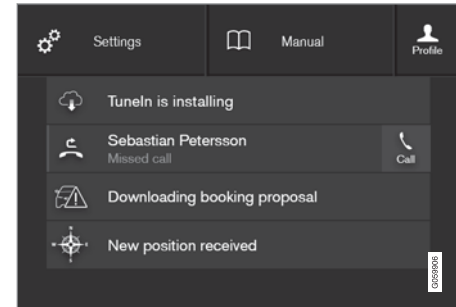 Settings
Manual
Profile
TuneIn is installing
Sebastian Petersson
Missed call
Call
Downloading booking proposal
New position received
G059906